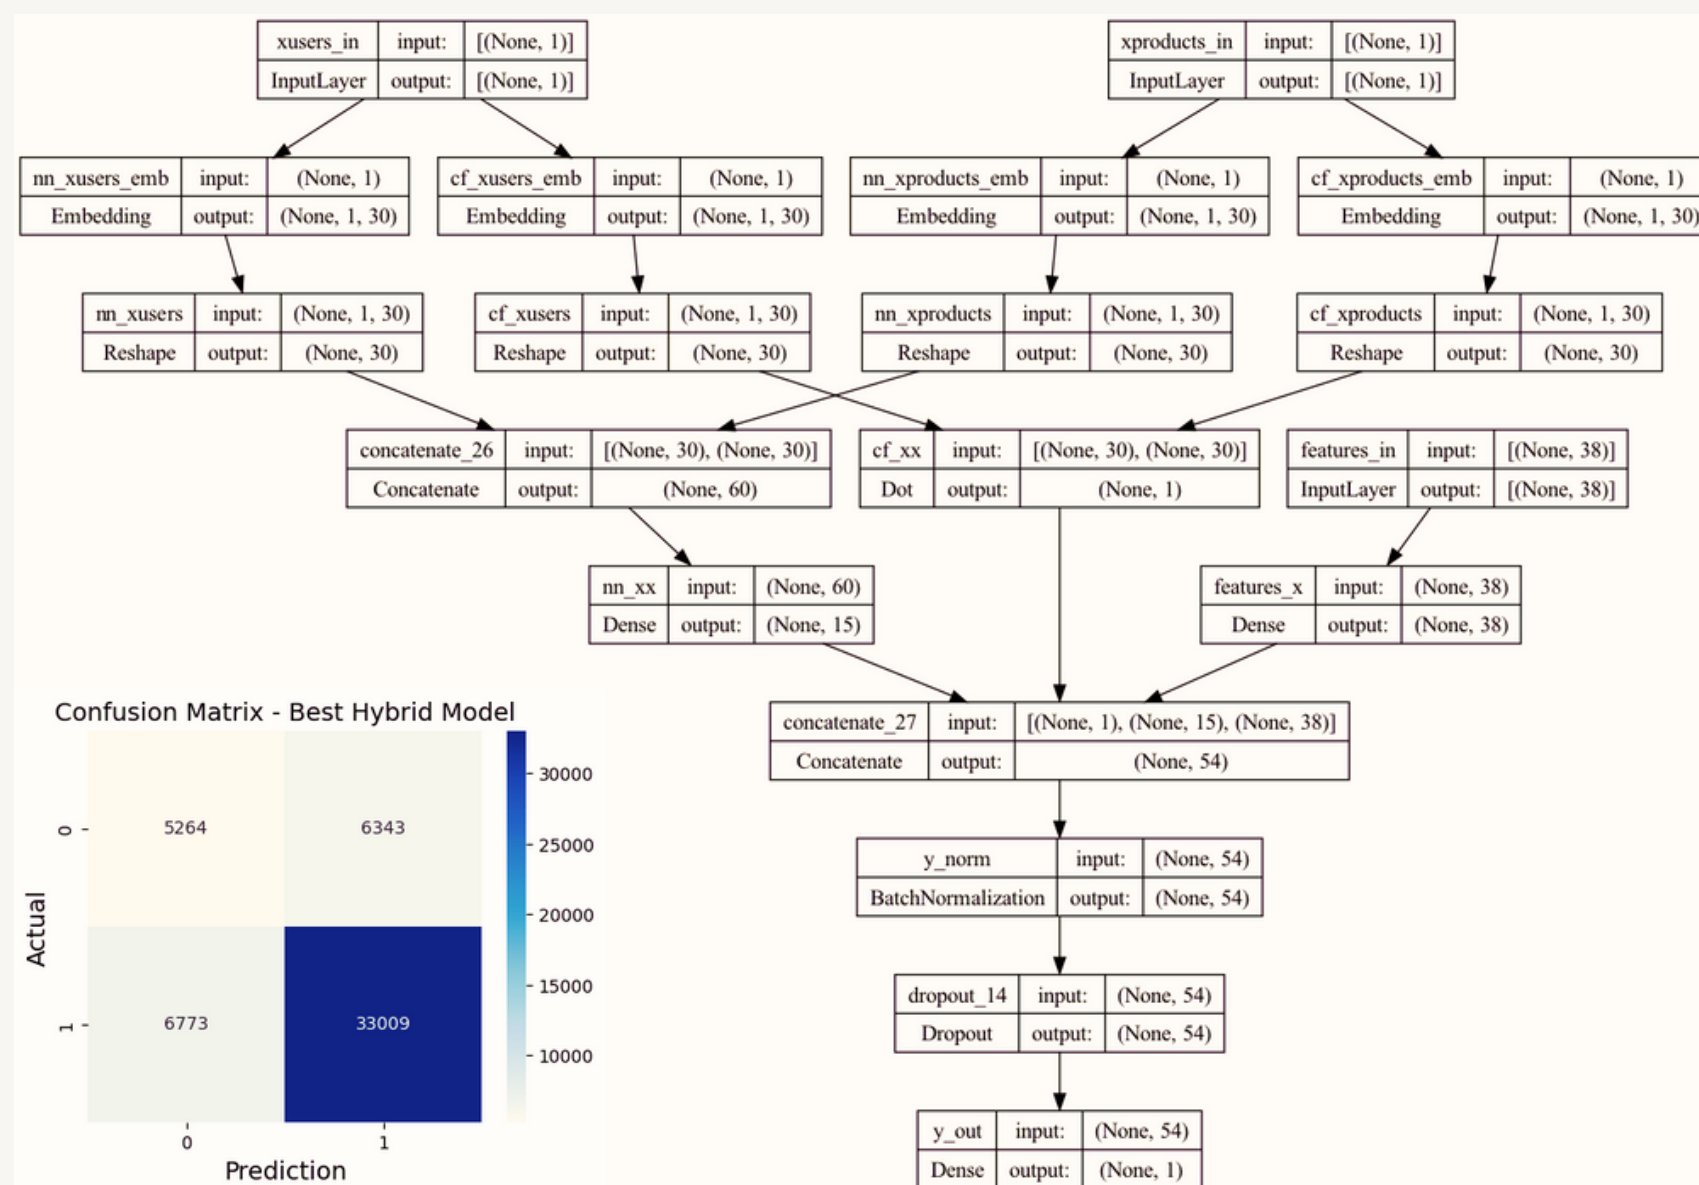 xusers_in input: [(None, 1)]
InputLayer output: [(None, 1)]
xproducts_in input: [(None, 1)]
InputLayer output: [(None, 1)]
nn_xusers_emb input: (None, 1)
Embedding output: (None, 1, 30)
cf_xusers_emb input: (None, 1)
Embedding output: (None, 1, 30)
nn_xproducts_emb input: (None, 1)
Embedding output: (None, 1, 30)
cf_xproducts_emb input: (None, 1)
Embedding output: (None, 1, 30)
nn_xusers input: (None, 1, 30)
Reshape output: (None, 30)
cf_xusers input: (None, 1, 30)
Reshape output: (None, 30)
nn_xproducts input: (None, 1, 30)
Reshape output: (None, 30)
cf_xproducts input: (None, 1, 30)
Reshape output: (None, 30)
concatenate_26 input: [(None, 30), (None, 30)]
Concatenate output: (None, 60)
cf_xx input: [(None, 30), (None, 30)]
Dot output: (None, 1)
features_in input: [(None, 38)]
InputLayer output: [(None, 38)]
nn_xx input: (None, 60)
Dense output: (None, 15)
features_x input: (None, 38)
Dense output: (None, 38)
concatenate_27 input: [(None, 1), (None, 15), (None, 38)]
Concatenate output: (None, 54)
y_norm input: (None, 54)
BatchNormalization output: (None, 54)
dropout_14 input: (None, 54)
Dropout output: (None, 54)
y_out input: (None, 54)
Dense output: (None, 1)
Confusion Matrix - Best Hybrid Model
Actual
0
1
5264 6343
6773 33009
0 1
Prediction
30000
25000
20000
15000
10000